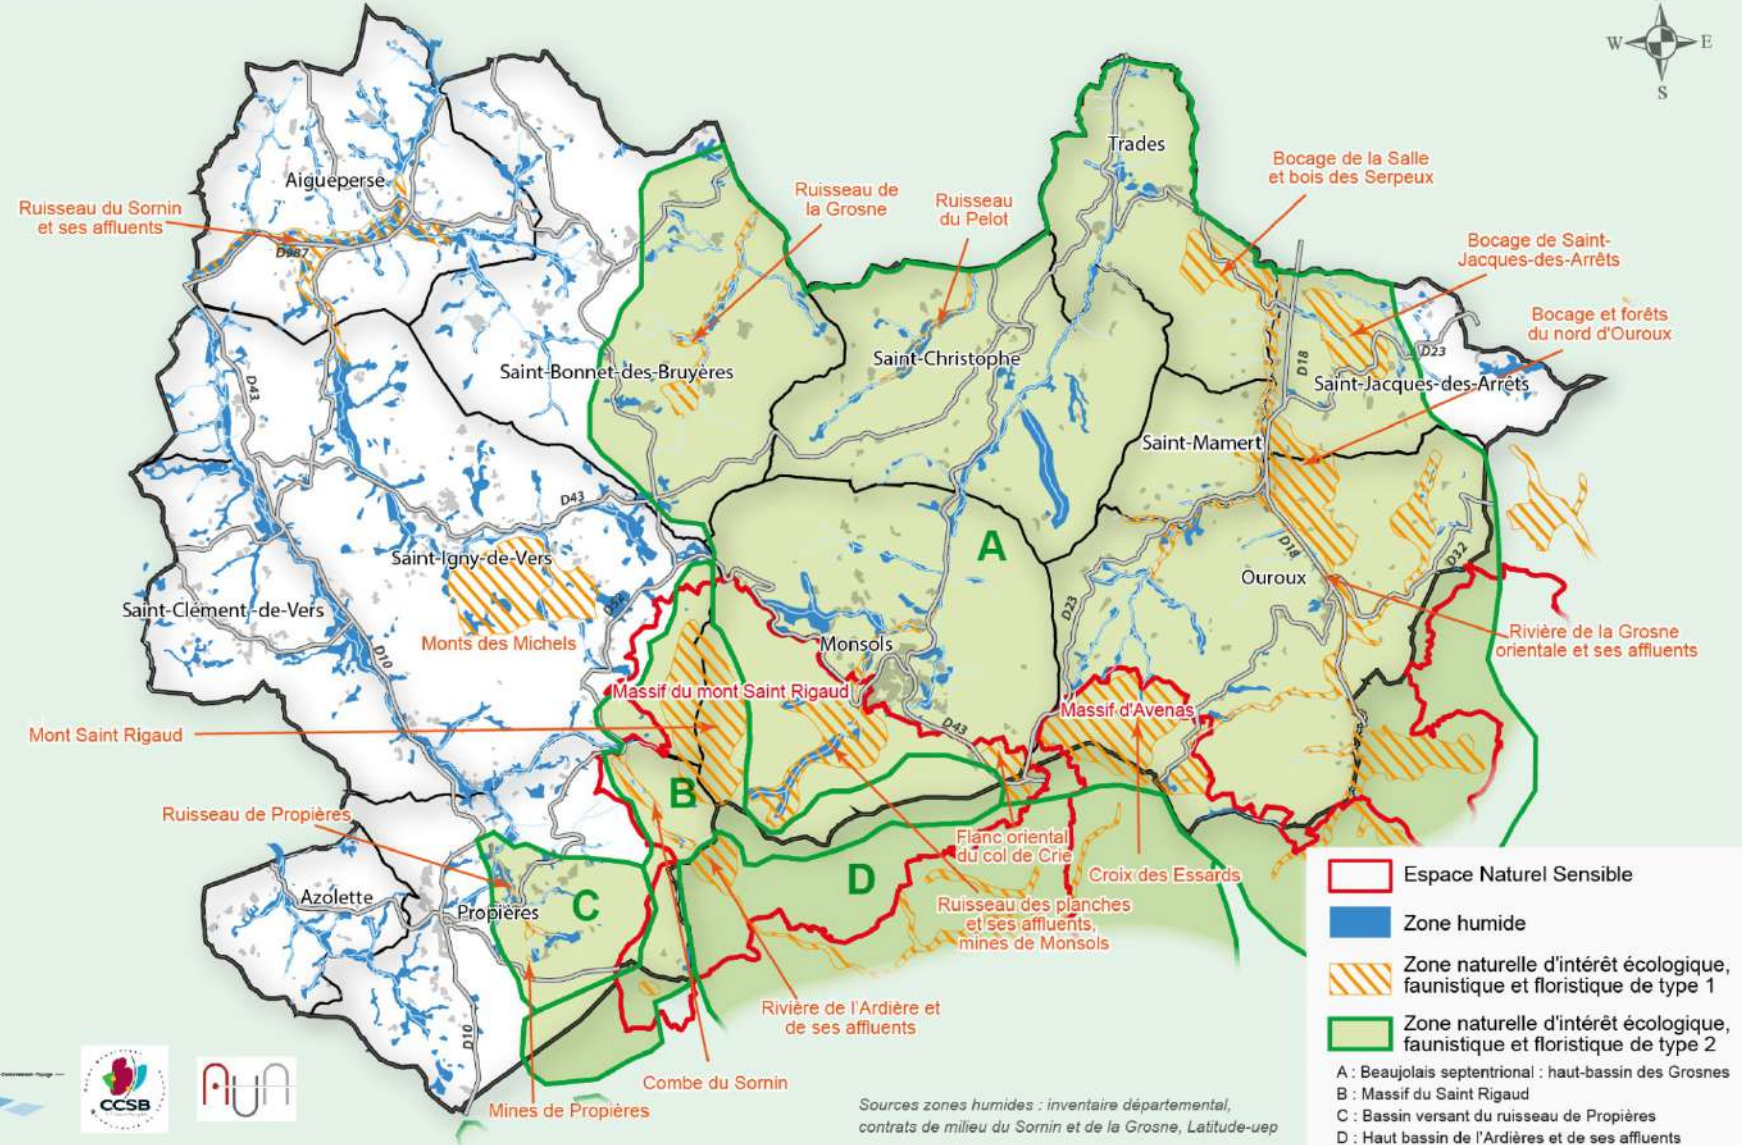 W E
S
Trades
Aigueperse
Bocage de la Salle
et bois des Serpeux
Ruisseau de
la Grosne
Ruisseau
du Pelot
Ruisseau du Sornin
et ses affluents
D987
Bocage de Saint-
Jacques-des-Arrêts
Bocage et forêts
du nord d'Ouroux
D23
D18
D43
Saint-Bonnet-des-Bruyères
Saint-Christophe
Saint-Jacques-des-Arrêts
Saint-Mamert
D43
A
D18
D32
Saint-Igny-de-Vers
Ouroux
D52
D23
Saint-Clément-de-Vers
Monts des Michels
D10
Monsols
Rivière de la Grosne
orientale et ses affluents
Massif du mont Saint Rigaud
Massif d'Avenas
D43
Mont Saint Rigaud
B
Ruisseau de Propières
Flanc oriental
du col de Crie
Croix des Essards
D
Azolette
Propières
C
Ruisseau des planches
et ses affluents,
mines de Monsols
Rivière de l'Ardière et
de ses affluents
D10
Combe du Sornin
Mines de Propières
CCSB
AUA
Sources zones humides : inventaire départemental,
contrats de milieu du Sornin et de la Grosne, Latitude-uep
Espace Naturel Sensible
Zone humide
Zone naturelle d'intérêt écologique,
faunistique et floristique de type 1
Zone naturelle d'intérêt écologique,
faunistique et floristique de type 2
A : Beaujolais septentrional : haut-bassin des Grosnes
B : Massif du Saint Rigaud
C : Bassin versant du ruisseau de Propières
D : Haut bassin de l'Ardières et de ses affluents